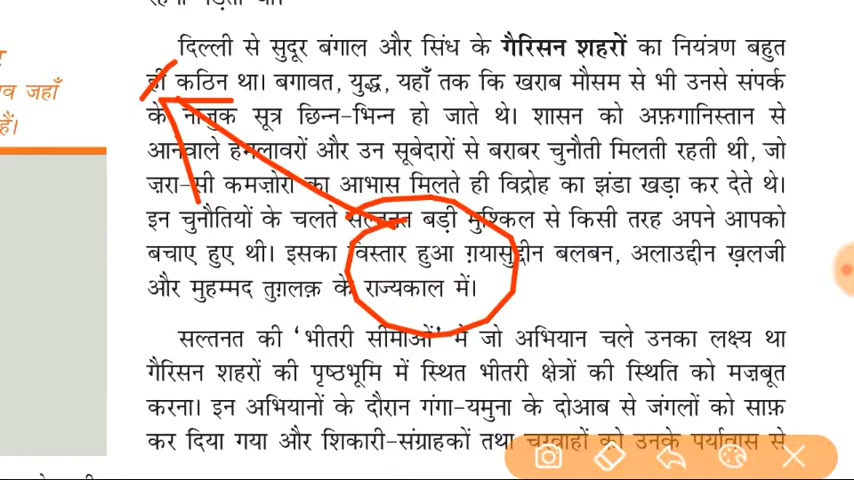 दिल्ली से सुदूर बंगाल और सिंध के गैरिसन शहरों का नियंत्रण बहुत
ही कठिन था। बगावत, युद्ध, यहाँ तक कि खराब मौसम से भी उनसे संपर्क
व जहाँ
के नाजुक सूत्र छिन्न-भिन्न हो जाते थे। शासन को अफ़गानिस्तान से
हैं।
आनेवाले हमलावरों और उन सूबेदारों से बराबर चुनौती मिलती रहती थी, जो
ज़रा-सी कमज़ोरी का आभास मिलते ही विद्रोह का झंडा खड़ा कर देते थे।
इन चुनौतियों के चलते सल्तनत बड़ी मुश्किल से किसी तरह अपने आपको
बचाए हुए थी। इसका विस्तार हुआ ग़यासुद्दीन बलबन, अलाउद्दीन ख़लजी
और मुहम्मद तुग़लक़ के राज्यकाल में।
सल्तनत की 'भीतरी सीमाओं' में जो अभियान चले उनका लक्ष्य था
गैरिसन शहरों की पृष्ठभूमि में स्थित भीतरी क्षेत्रों की स्थिति को मज़बूत
करना। इन अभियानों के दौरान गंगा-यमुना के दोआब से जंगलों को साफ़
कर दिया गया और शिकारी-संग्राहकों तथा चरवाहों को उनके पर्यावास से